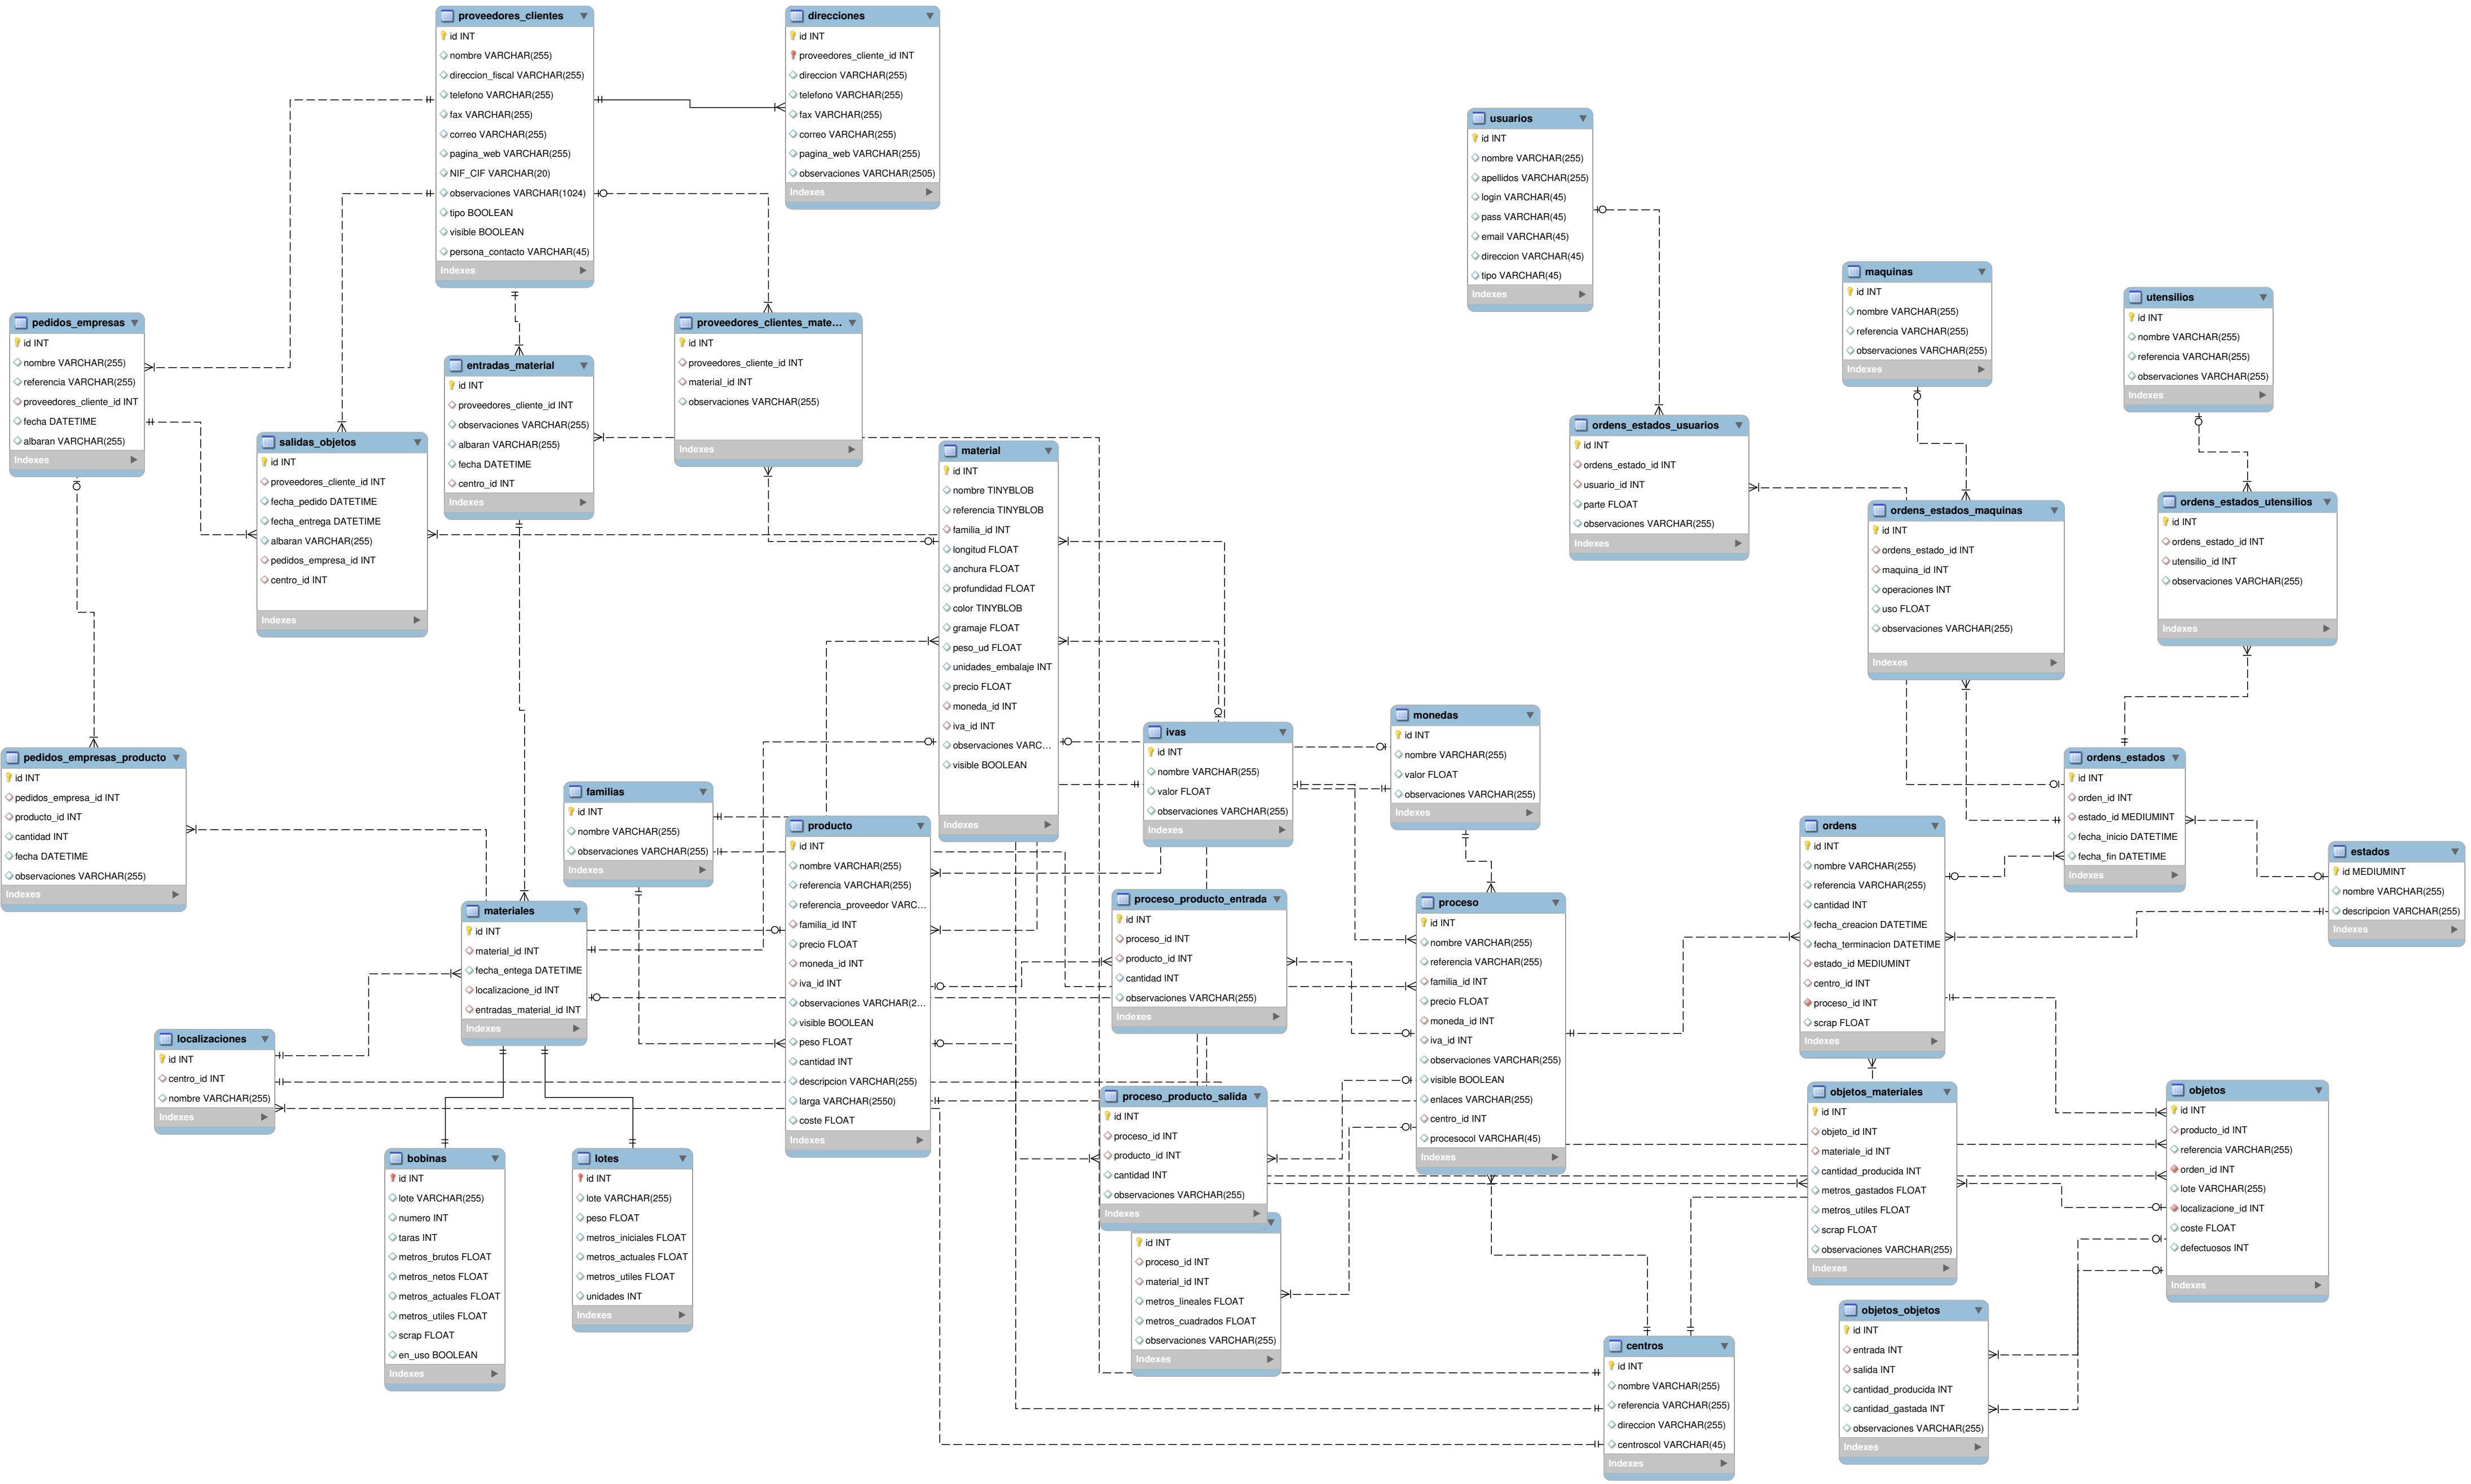 proveedores_clientes
id INT
nombre VARCHAR(255)
direccion_fiscal VARCHAR(255)
telefono VARCHAR(255)
fax VARCHAR(255)
correo VARCHAR(255)
pagina_web VARCHAR(255)
NIF_CIF VARCHAR(20)
observaciones VARCHAR(1024)
tipo BOOLEAN
visible BOOLEAN
persona_contacto VARCHAR(45)
Indexes
direcciones
id INT
proveedores_cliente_id INT
direccion VARCHAR(255)
telefono VARCHAR(255)
fax VARCHAR(255)
correo VARCHAR(255)
pagina_web VARCHAR(255)
observaciones VARCHAR(2505)
Indexes
usuarios
id INT
nombre VARCHAR(255)
apellidos VARCHAR(255)
login VARCHAR(45)
pass VARCHAR(45)
email VARCHAR(45)
direccion VARCHAR(45)
tipo VARCHAR(45)
Indexes
maquinas
id INT
nombre VARCHAR(255)
referencia VARCHAR(255)
observaciones VARCHAR(255)
Indexes
utensilios
id INT
nombre VARCHAR(255)
referencia VARCHAR(255)
observaciones VARCHAR(255)
Indexes
pedidos_empresas
id INT
nombre VARCHAR(255)
referencia VARCHAR(255)
proveedores_cliente_id INT
fecha DATETIME
albaran VARCHAR(255)
Indexes
entradas_material
id INT
proveedores_cliente_id INT
observaciones VARCHAR(255)
albaran VARCHAR(255)
fecha DATETIME
centro_id INT
Indexes
proveedores_clientes_mate...
id INT
proveedores_cliente_id INT
material_id INT
observaciones VARCHAR(255)
Indexes
salidas_objetos
id INT
proveedores_cliente_id INT
fecha_pedido DATETIME
fecha_entrega DATETIME
albaran VARCHAR(255)
pedidos_empresa_id INT
centro_id INT
Indexes
material
id INT
nombre TINYBLOB
referencia TINYBLOB
familia_id INT
longitud FLOAT
anchura FLOAT
profundidad FLOAT
color TINYBLOB
gramaje FLOAT
peso_ud FLOAT
unidades_embalaje INT
precio FLOAT
moneda_id INT
iva_id INT
observaciones VARC...
visible BOOLEAN
Indexes
ordens_estados_usuarios
id INT
ordens_estado_id INT
usuario_id INT
parte FLOAT
observaciones VARCHAR(255)
Indexes
ordens_estados_maquinas
id INT
ordens_estado_id INT
maquina_id INT
operaciones INT
uso FLOAT
observaciones VARCHAR(255)
Indexes
ordens_estados_utensilios
id INT
ordens_estado_id INT
utensilio_id INT
observaciones VARCHAR(255)
Indexes
pedidos_empresas_producto
id INT
pedidos_empresa_id INT
producto_id INT
cantidad INT
fecha DATETIME
observaciones VARCHAR(255)
Indexes
familias
id INT
nombre VARCHAR(255)
observaciones VARCHAR(255)
Indexes
ivas
id INT
nombre VARCHAR(255)
valor FLOAT
observaciones VARCHAR(255)
Indexes
monedas
id INT
nombre VARCHAR(255)
valor FLOAT
observaciones VARCHAR(255)
Indexes
ordens_estados
id INT
orden_id INT
estado_id MEDIUMINT
fecha_inicio DATETIME
fecha_fin DATETIME
Indexes
estados
id MEDIUMINT
nombre VARCHAR(255)
descripcion VARCHAR(255)
Indexes
materiales
id INT
material_id INT
fecha_entega DATETIME
localizacione_id INT
entradas_material_id INT
Indexes
producto
id INT
nombre VARCHAR(255)
referencia VARCHAR(255)
referencia_proveedor VARC...
familia_id INT
precio FLOAT
moneda_id INT
iva_id INT
observaciones VARCHAR(2...
visible BOOLEAN
peso FLOAT
cantidad INT
descripcion VARCHAR(255)
larga VARCHAR(2550)
coste FLOAT
Indexes
proceso_producto_entrada
id INT
proceso_id INT
producto_id INT
cantidad INT
observaciones VARCHAR(255)
Indexes
proceso
id INT
nombre VARCHAR(255)
referencia VARCHAR(255)
familia_id INT
precio FLOAT
moneda_id INT
iva_id INT
observaciones VARCHAR(255)
visible BOOLEAN
enlaces VARCHAR(255)
centro_id INT
procesocol VARCHAR(45)
Indexes
ordens
id INT
nombre VARCHAR(255)
referencia VARCHAR(255)
cantidad INT
fecha_creacion DATETIME
fecha_terminacion DATETIME
estado_id MEDIUMINT
centro_id INT
proceso_id INT
scrap FLOAT
Indexes
localizaciones
id INT
centro_id INT
nombre VARCHAR(255)
Indexes
bobinas
id INT
lote VARCHAR(255)
numero INT
taras INT
metros_brutos FLOAT
metros_netos FLOAT
metros_actuales FLOAT
metros_utiles FLOAT
scrap FLOAT
en_uso BOOLEAN
Indexes
lotes
id INT
lote VARCHAR(255)
peso FLOAT
metros_iniciales FLOAT
metros_actuales FLOAT
metros_utiles FLOAT
unidades INT
Indexes
proceso_producto_salida
id INT
proceso_id INT
producto_id INT
cantidad INT
observaciones VARCHAR(255)
Indexes
id INT
proceso_id INT
material_id INT
metros_lineales FLOAT
metros_cuadrados FLOAT
observaciones VARCHAR(255)
Indexes
objetos_materiales
id INT
objeto_id INT
materiale_id INT
cantidad_producida INT
metros_gastados FLOAT
metros_utiles FLOAT
scrap FLOAT
observaciones VARCHAR(255)
Indexes
objetos
id INT
producto_id INT
referencia VARCHAR(255)
orden_id INT
lote VARCHAR(255)
localizacione_id INT
coste FLOAT
defectuosos INT
Indexes
centros
id INT
nombre VARCHAR(255)
referencia VARCHAR(255)
direccion VARCHAR(255)
centroscol VARCHAR(45)
Indexes
objetos_objetos
id INT
entrada INT
salida INT
cantidad_producida INT
cantidad_gastada INT
observaciones VARCHAR(255)
Indexes